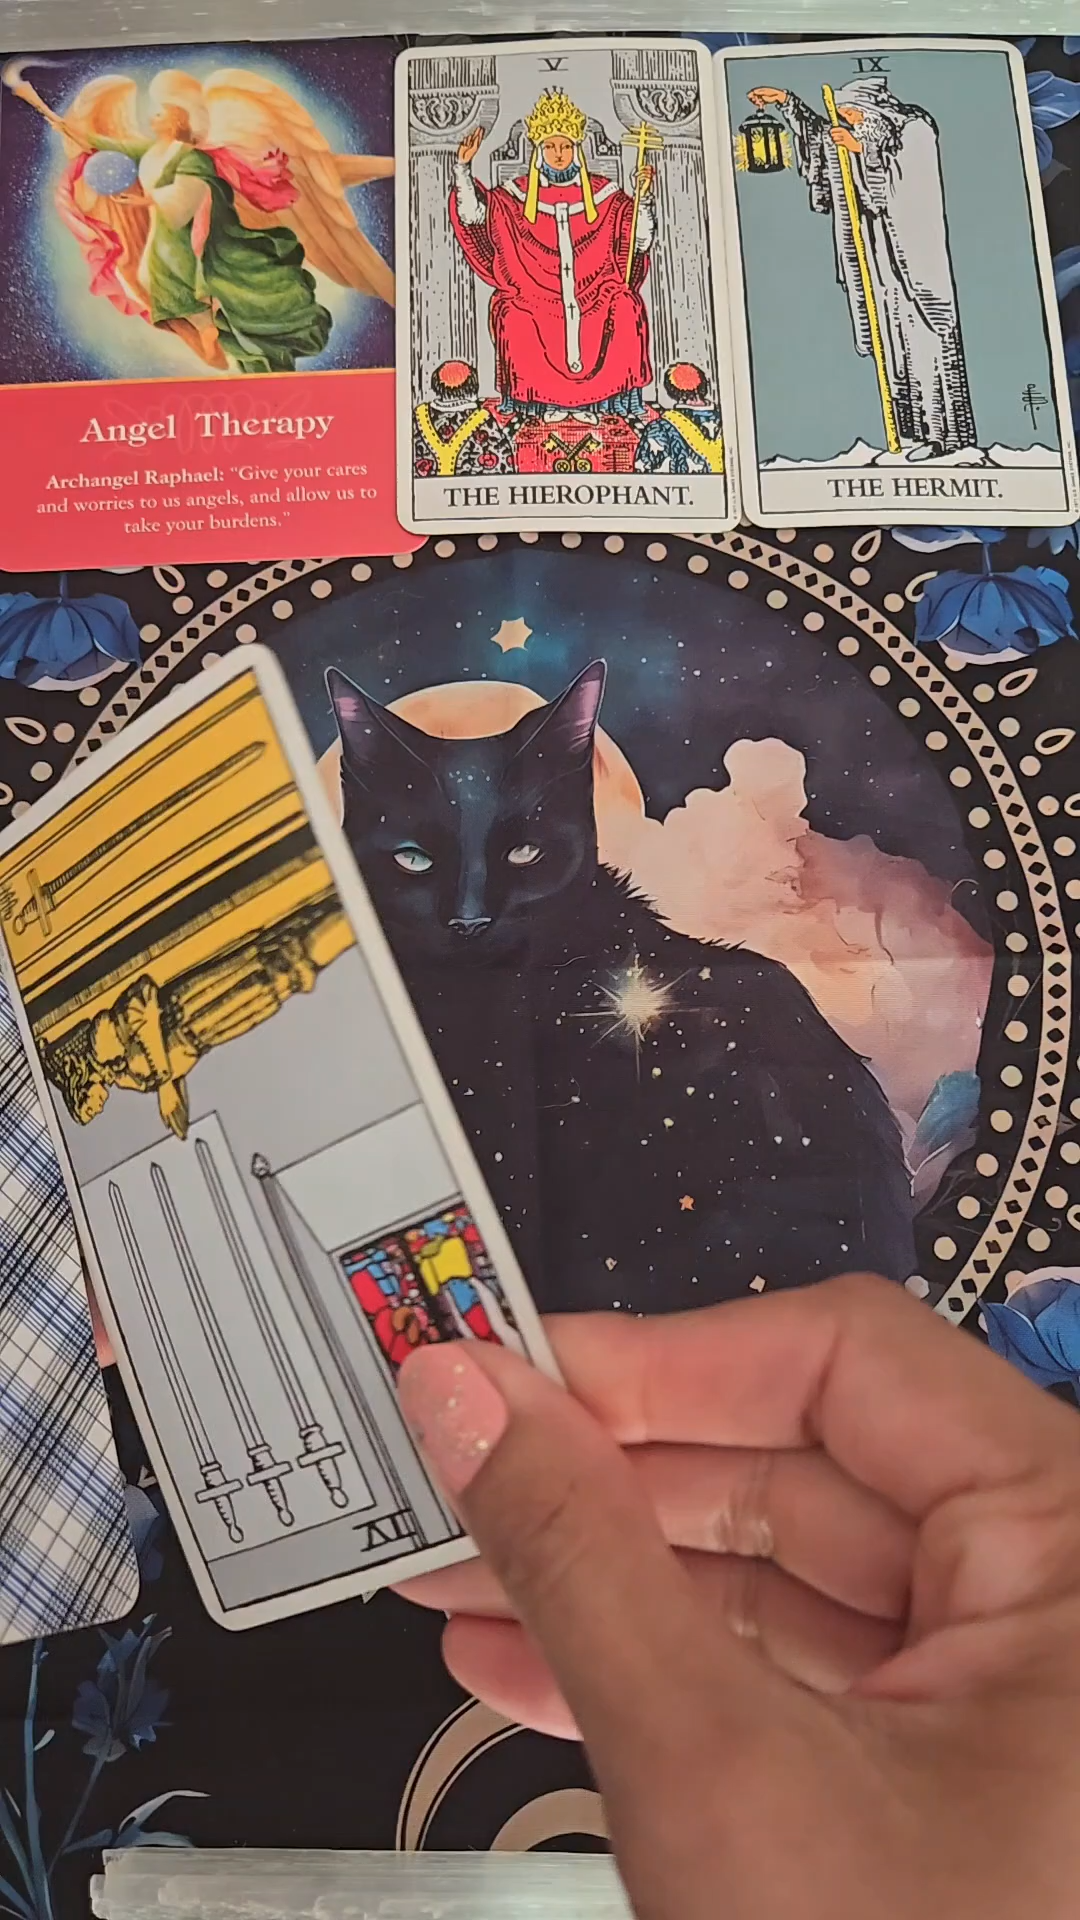 V
IX
Angel Therapy
Archangel Raphael: "Give your cares
and worries to us angels, and allow us to
take your burdens."
THE HIEROPHANT.
THE HERMIT.
IV